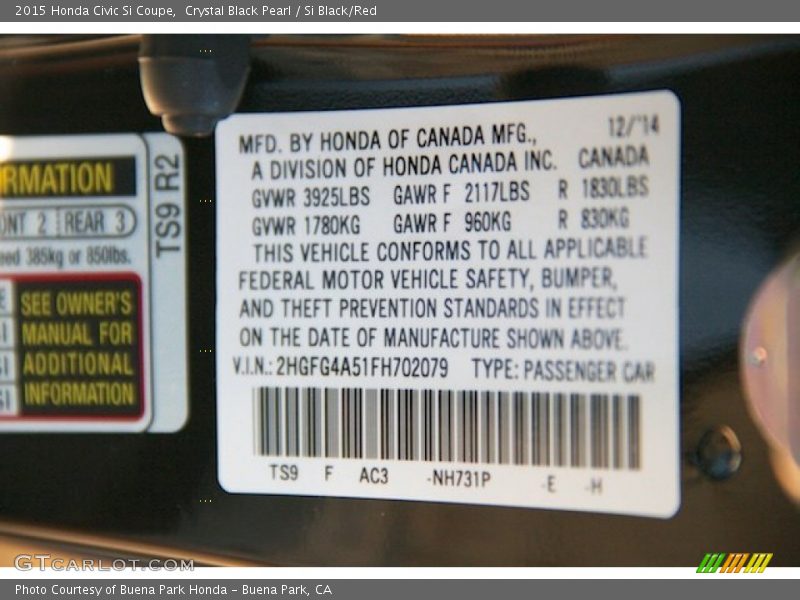 2015 Honda Civic Si Coupe, Crystal Black Pearl / Si Black/Red
RMATION
ONT 2 REAR 3
eed 385kg or 850lbs.
SEE OWNER'S
MANUAL FOR
ADDITIONAL
INFORMATION
TS9 R2
MFD. BY HONDA OF CANADA MFG., 12/'14
A DIVISION OF HONDA CANADA INC. CANADA
GVWR 3925LBS GAWR F 2117LBS R 1830LBS
GVWR 1780KG GAWR F 960KG R 830KG
THIS VEHICLE CONFORMS TO ALL APPLICABLE
FEDERAL MOTOR VEHICLE SAFETY, BUMPER,
AND THEFT PREVENTION STANDARDS IN EFFECT
ON THE DATE OF MANUFACTURE SHOWN ABOVE.
V.I.N.: 2HGFG4A51FH702079 TYPE: PASSENGER CAR
TS9 F AC3 -NH731P -E -H
GTCARLOT.COM
Photo Courtesy of Buena Park Honda – Buena Park, CA